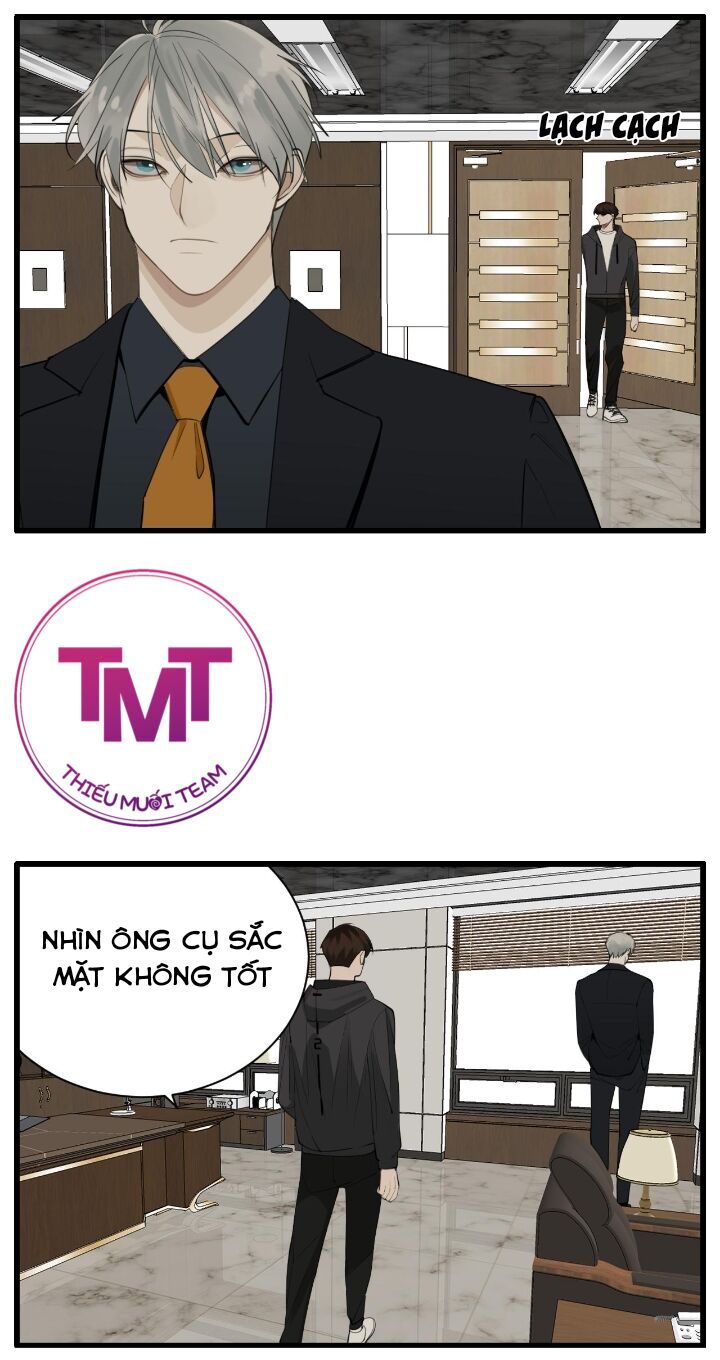 LẠCH CẠCH
TMT
THIẾU MUỐI TEAM
NHÌN ÔNG CỤ SẮC
MẶT KHÔNG TỐT